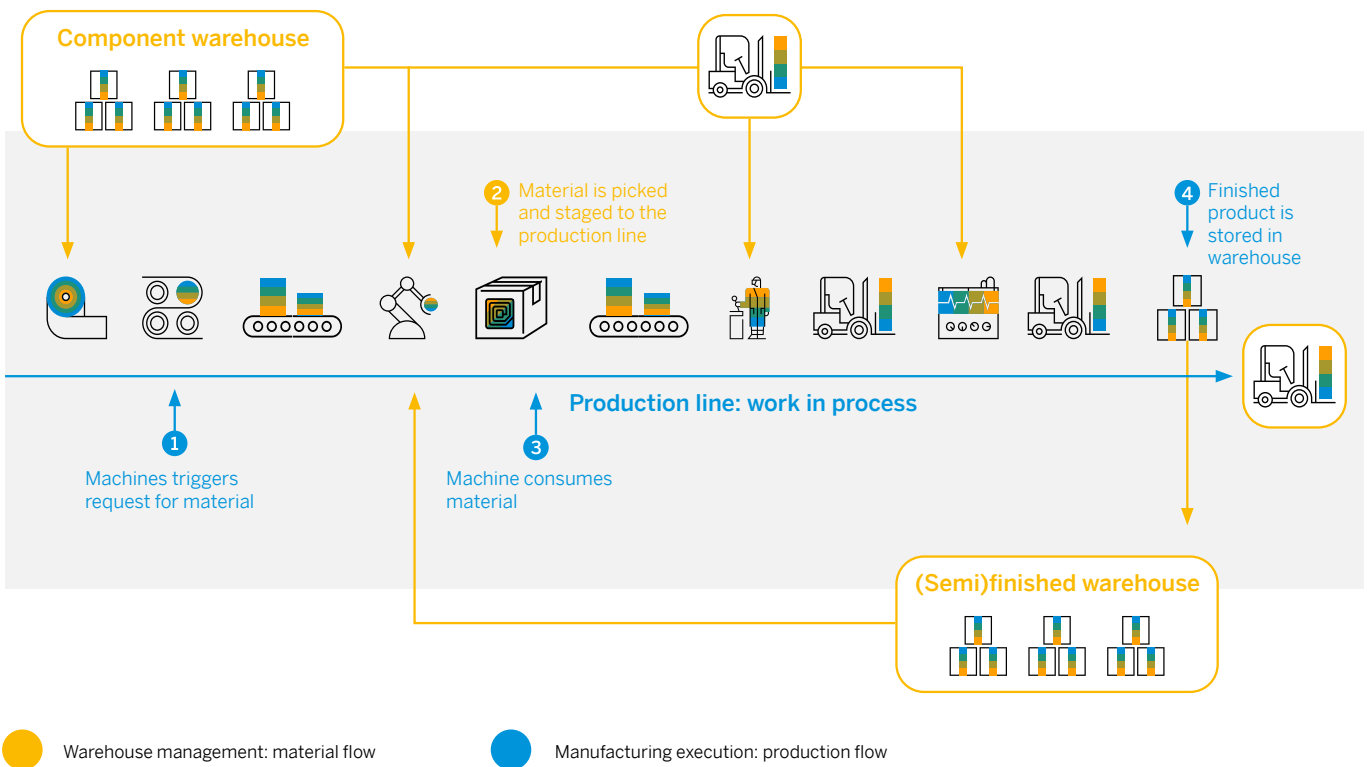 Component warehouse
2
Material is picked
and staged to the
production line
4
Finished
product is
stored in
warehouse
Production line: work in process
1
Machines triggers
request for material
3
Machine consumes
material
(Semi)finished warehouse
Warehouse management: material flow
Manufacturing execution: production flow